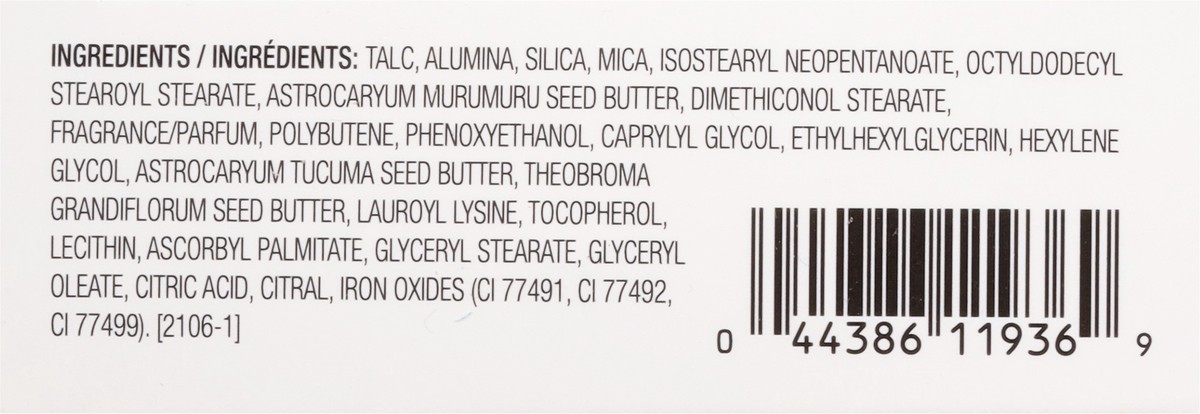 INGREDIENTS / INGRÉDIENTS: TALC, ALUMINA, SILICA, MICA, ISOSTEARYL NEOPENTANOATE, OCTYLDODECYL
STEAROYL STEARATE, ASTROCARYUM MURUMURU SEED BUTTER, DIMETHICONOL STEARATE,
FRAGRANCE/PARFUM, POLYBUTENE, PHENOXYETHANOL, CAPRYLYL GLYCOL, ETHYLHEXYLGLYCERIN, HEXYLENE
GLYCOL, ASTROCARYUM TUCUMA SEED BUTTER, THEOBROMA
GRANDIFLORUM SEED BUTTER, LAUROYL LYSINE, TOCOPHEROL,
LECITHIN, ASCORBYL PALMITATE, GLYCERYL STEARATE, GLYCERYL
OLEATE, CITRIC ACID, CITRAL, IRON OXIDES (CI 77491, CI 77492,
CI 77499). [2106-1]
0 44386 11936 9